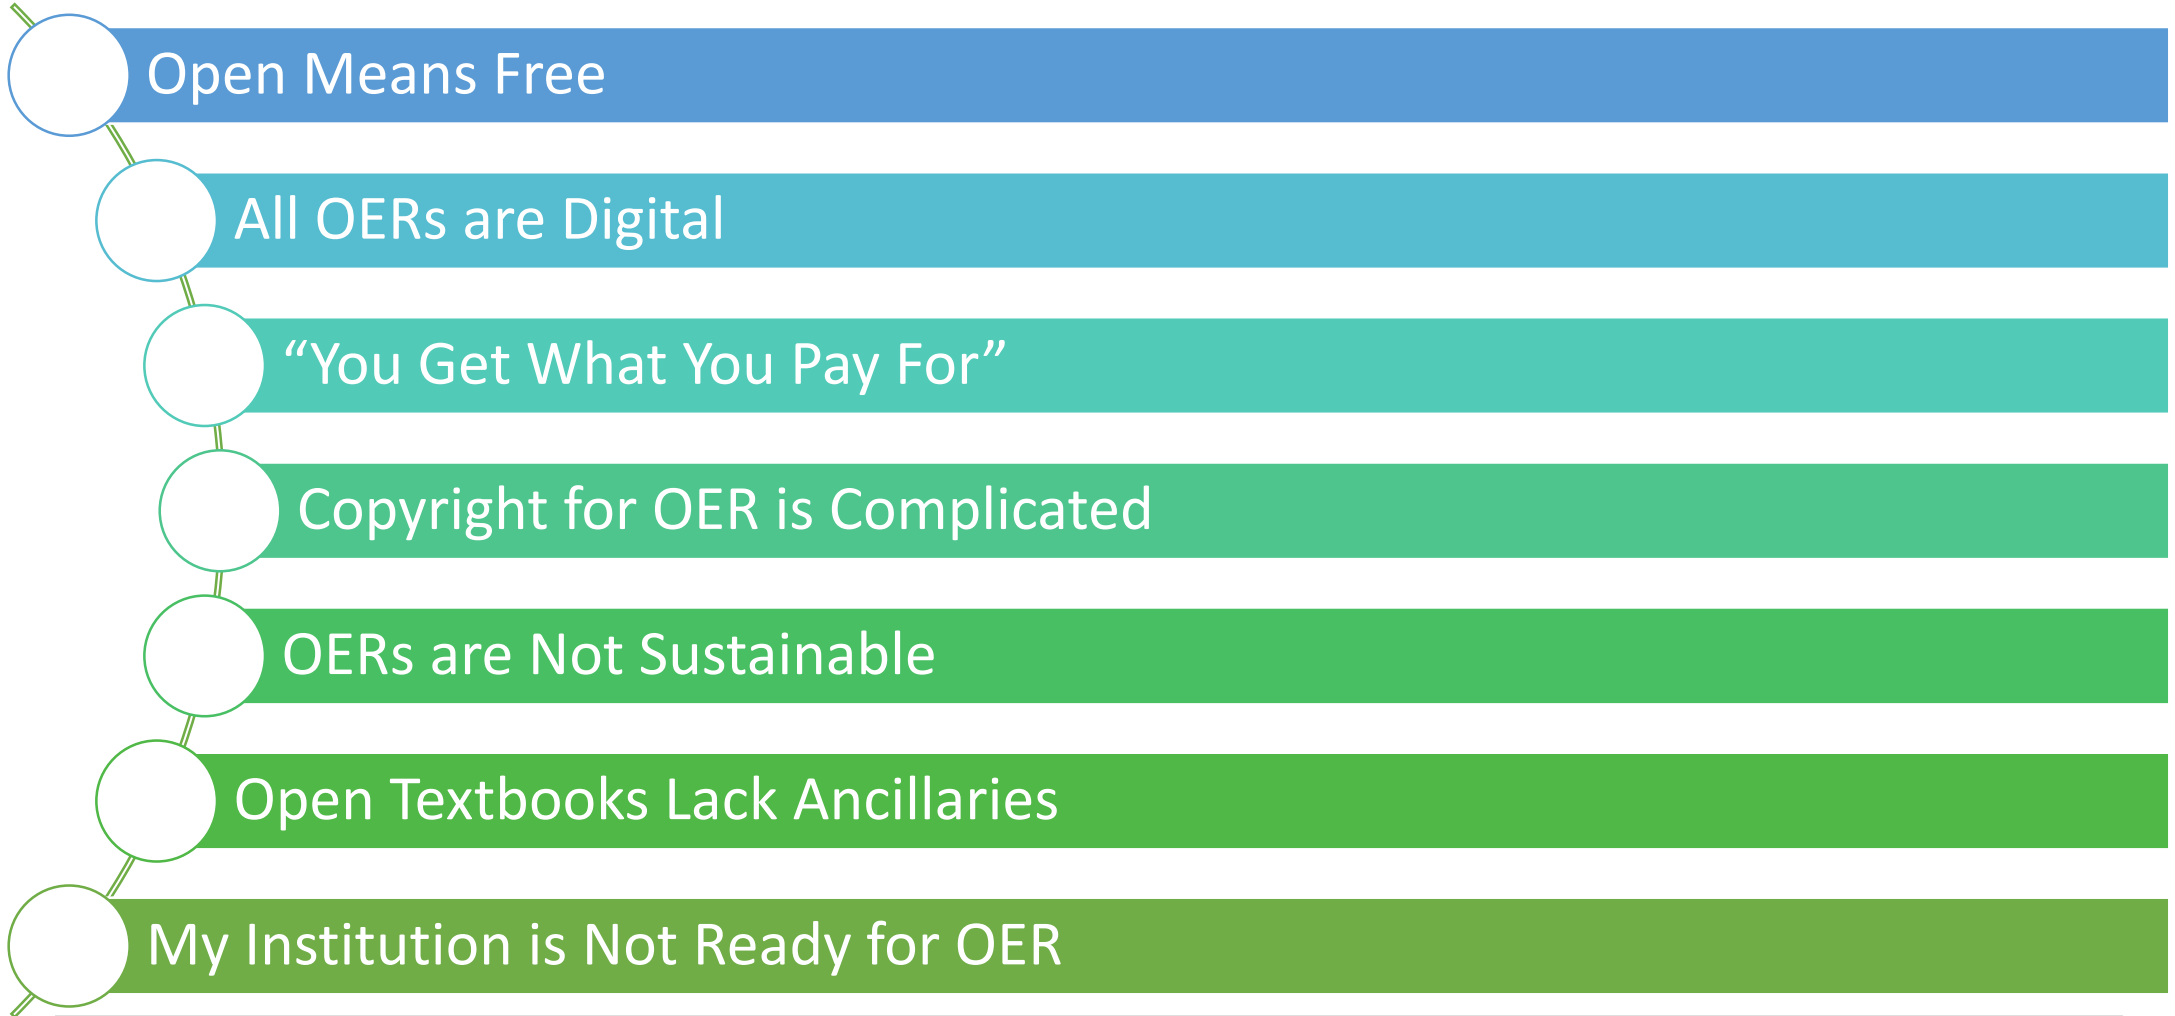 Open Means Free
All OERs are Digital
“You Get What You Pay For”
Copyright for OER is Complicated
OERs are Not Sustainable
Open Textbooks Lack Ancillaries
My Institution is Not Ready for OER